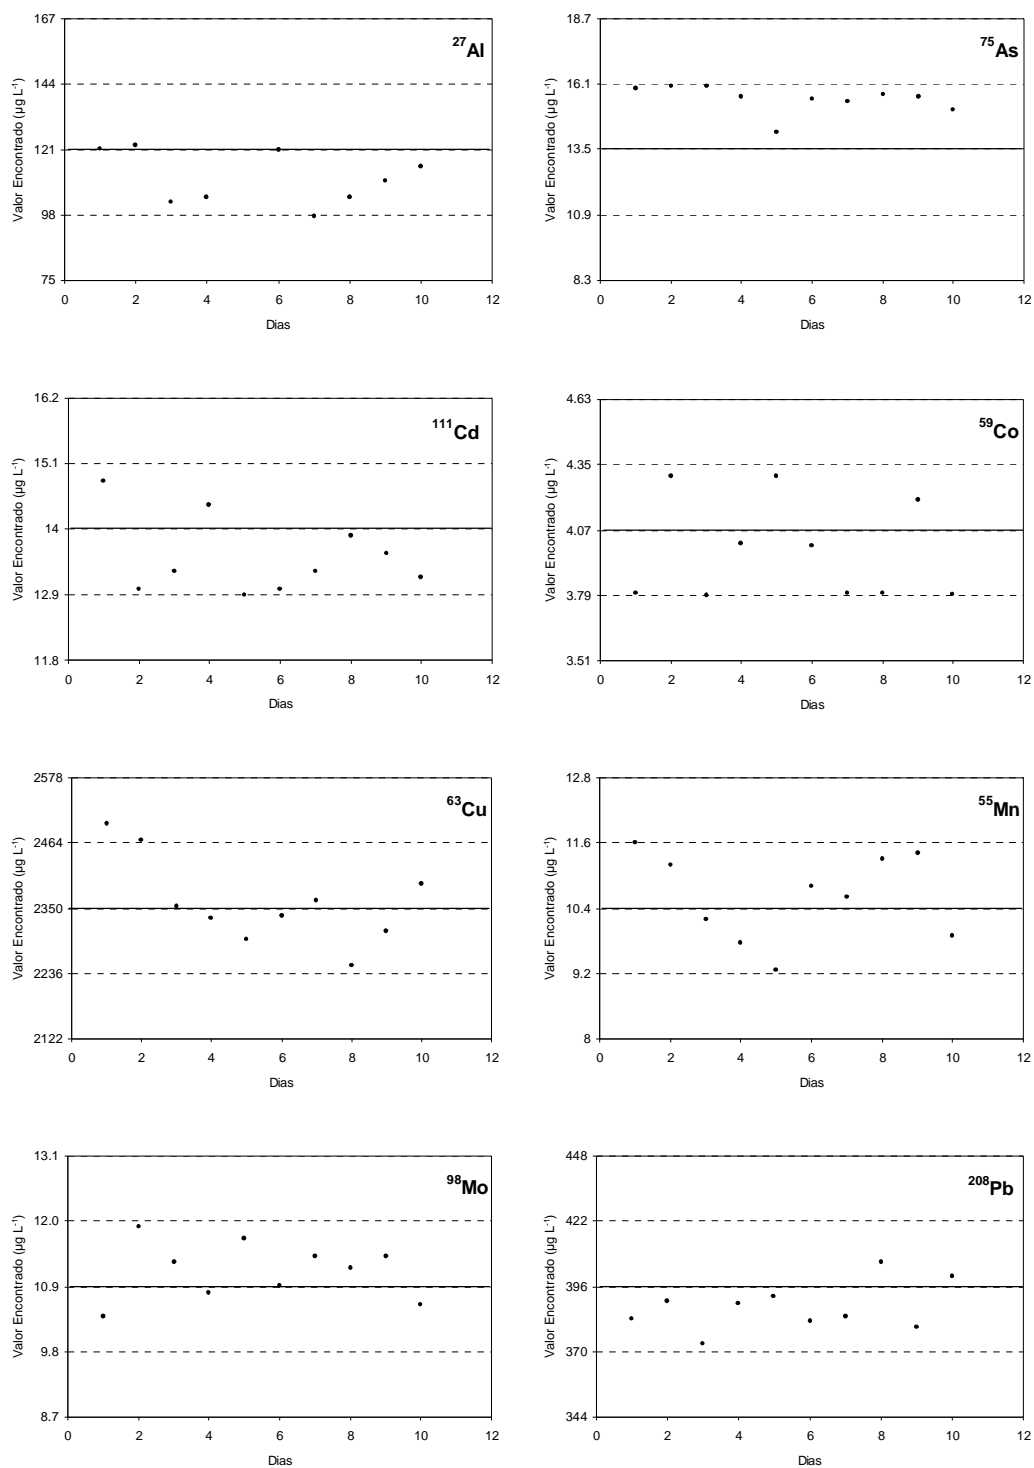 ²⁷Al
Valor Encontrado (µg L⁻¹)
167
144
121
98
75
0 2 4 6 8 10 12
Dias
⁷⁵As
Valor Encontrado (µg L⁻¹)
18.7
16.1
13.5
10.9
8.3
0 2 4 6 8 10 12
Dias
¹¹¹Cd
Valor Encontrado (µg L⁻¹)
16.2
15.1
14
12.9
11.8
0 2 4 6 8 10 12
Dias
⁵⁹Co
Valor Encontrado (µg L⁻¹)
4.63
4.35
4.07
3.79
3.51
0 2 4 6 8 10 12
Dias
⁶³Cu
Valor Encontrado (µg L⁻¹)
2578
2464
2350
2236
2122
0 2 4 6 8 10 12
Dias
⁵⁵Mn
Valor Encontrado (µg L⁻¹)
12.8
11.6
10.4
9.2
8
0 2 4 6 8 10 12
Dias
⁹⁸Mo
Valor Encontrado (µg L⁻¹)
13.1
12.0
10.9
9.8
8.7
0 2 4 6 8 10 12
Dias
²⁰⁸Pb
Valor Encontrado (µg L⁻¹)
448
422
396
370
344
0 2 4 6 8 10 12
Dias